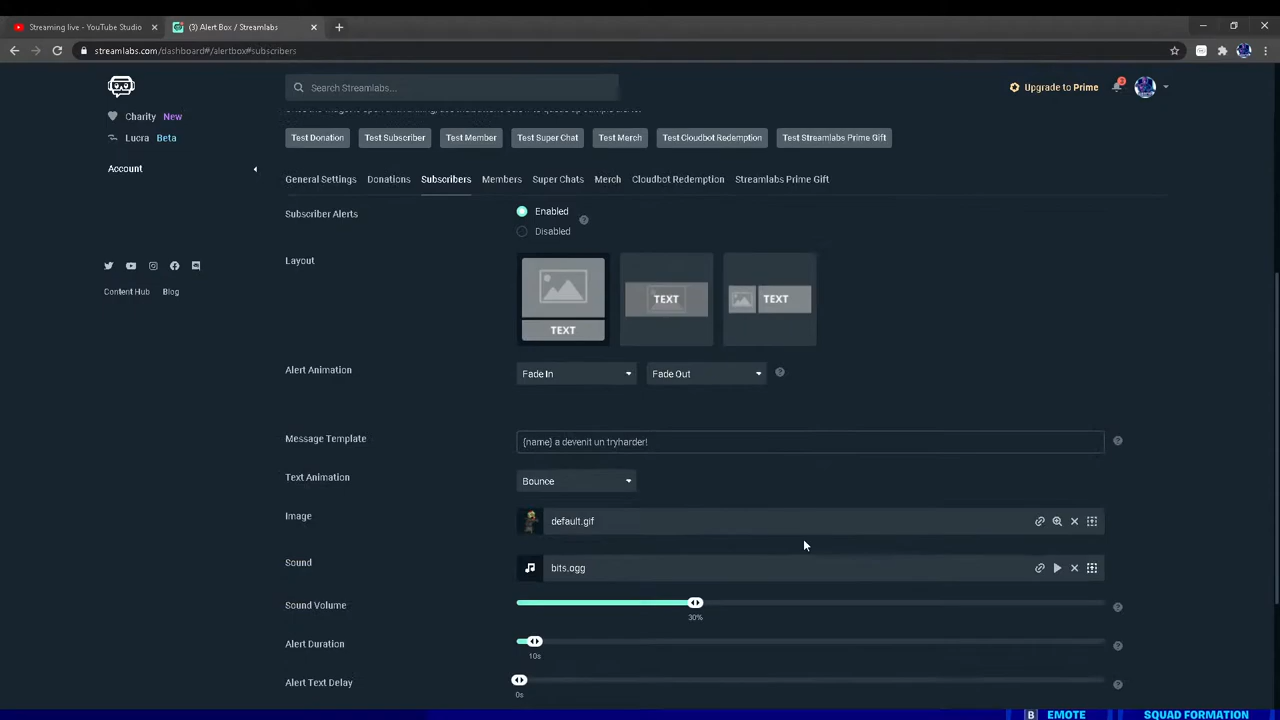 Streaming live - YouTube Studio
(3) Alert Box / Streamlabs
streamlabs.com/dashboard#/alertbox#subscribers
Search Streamlabs...
Upgrade to Prime
2
Charity New
Lucra Beta
Account
Content Hub Blog
Test Donation Test Subscriber Test Member Test Super Chat Test Merch Test Cloudbot Redemption Test Streamlabs Prime Gift
General Settings Donations Subscribers Members Super Chats Merch Cloudbot Redemption Streamlabs Prime Gift
Subscriber Alerts
Enabled
Disabled
Layout
TEXT
TEXT
TEXT
Alert Animation
Fade In
Fade Out
Message Template
{name} a devenit un tryharder!
Text Animation
Bounce
Image
default.gif
Sound
bits.ogg
Sound Volume
30%
Alert Duration
10s
Alert Text Delay
0s
B EMOTE SQUAD FORMATION